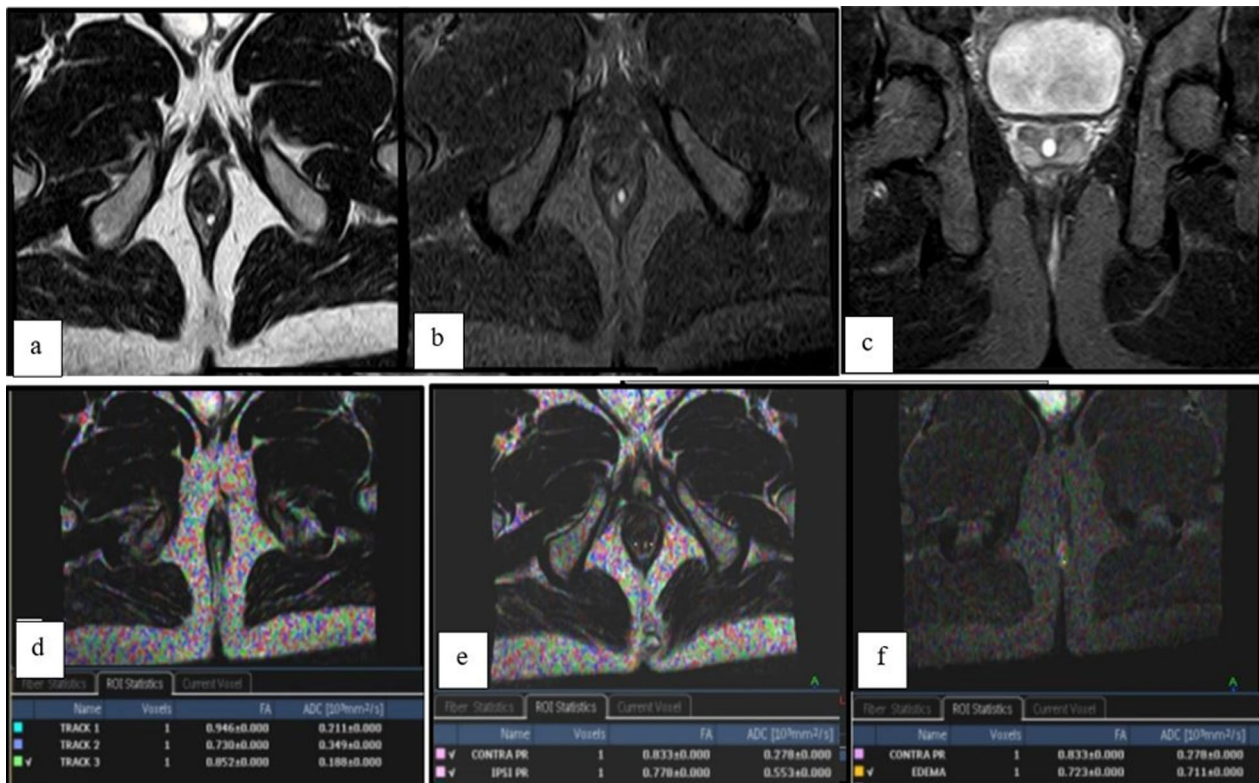 a
b
c
d
Fiber Statistics ROI Statistics Current Voxel
Name Voxels FA ADC [10³mm²/s]
TRACK 1 1 0.946±0.000 0.211±0.000
TRACK 2 1 0.730±0.000 0.349±0.000
TRACK 3 1 0.852±0.000 0.188±0.000
e
A
Fiber Statistics ROI Statistics Current Voxel
Name Voxels FA ADC [10³mm²/s]
CONTRA PR 1 0.833±0.000 0.278±0.000
IPSI PR 1 0.778±0.000 0.553±0.000
f
A
Fiber Statistics ROI Statistics Current Voxel
Name Voxels FA ADC [10³mm²/s]
CONTRA PR 1 0.833±0.000 0.278±0.000
EDEMA 1 0.723±0.000 0.711±0.000